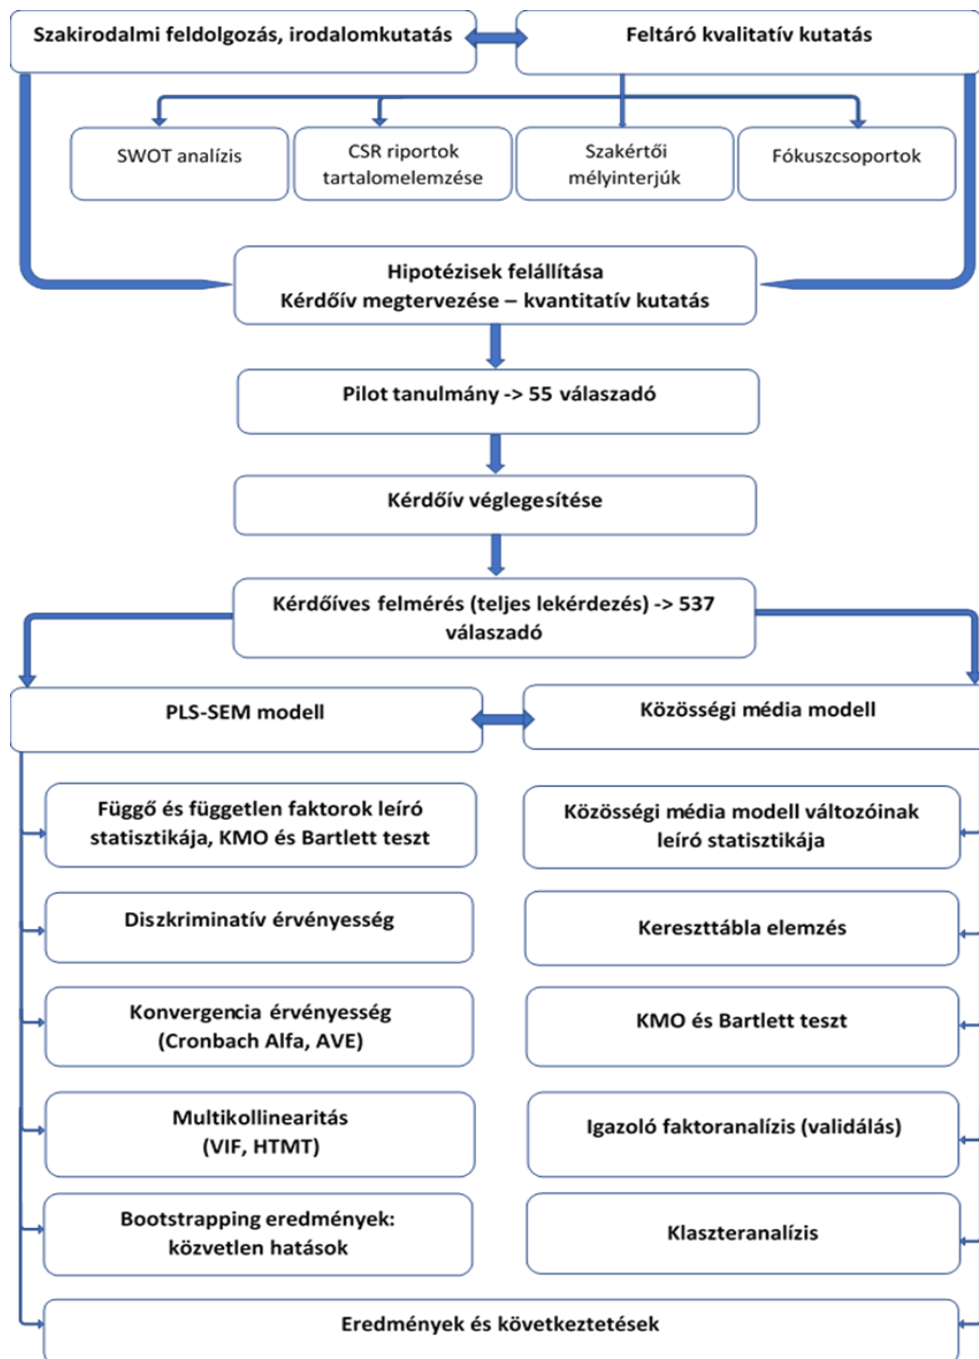 Szakirodalmi feldolgozás, irodalomkutatás
Feltáró kvalitatív kutatás
SWOT analízis
CSR riportok
tartalomelemzése
Szakértői
mélyinterjúk
Fókuszcsoportok
Hipotézisek felállítása
Kérdőív megtervezése – kvantitatív kutatás
Pilot tanulmány -> 55 válaszadó
Kérdőív véglegesítése
Kérdőíves felmérés (teljes lekérdezés) -> 537
válaszadó
PLS-SEM modell
Közösségi média modell
Függő és független faktorok leíró
statisztikája, KMO és Bartlett teszt
Közösségi média modell változóinak
leíró statisztikája
Diszkriminatív érvényesség
Kereszttábla elemzés
Konvergencia érvényesség
(Cronbach Alfa, AVE)
KMO és Bartlett teszt
Multikollinearitás
(VIF, HTMT)
Igazoló faktoranalízis (validálás)
Bootstrapping eredmények:
közvetlen hatások
Klaszteranalízis
Eredmények és következtetések